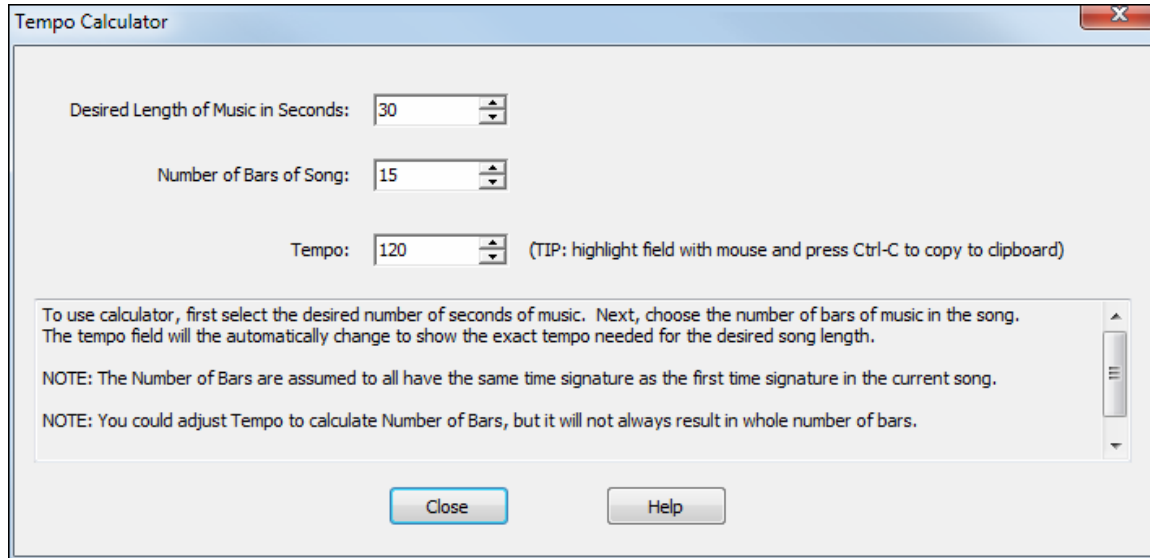 Tempo Calculator
Desired Length of Music in Seconds: 30
Number of Bars of Song: 15
Tempo: 120 (TIP: highlight field with mouse and press Ctrl-C to copy to clipboard)
To use calculator, first select the desired number of seconds of music.  Next, choose the number of bars of music in the song.
The tempo field will the automatically change to show the exact tempo needed for the desired song length.
NOTE: The Number of Bars are assumed to all have the same time signature as the first time signature in the current song.
NOTE: You could adjust Tempo to calculate Number of Bars, but it will not always result in whole number of bars.
Close Help